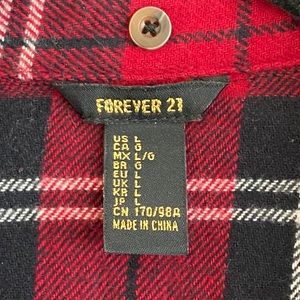 FOREVER 21
US L
CA G
MX L/G
BR G
EU L
UK L
KR L
JP L
CN 170/98A
MADE IN CHINA